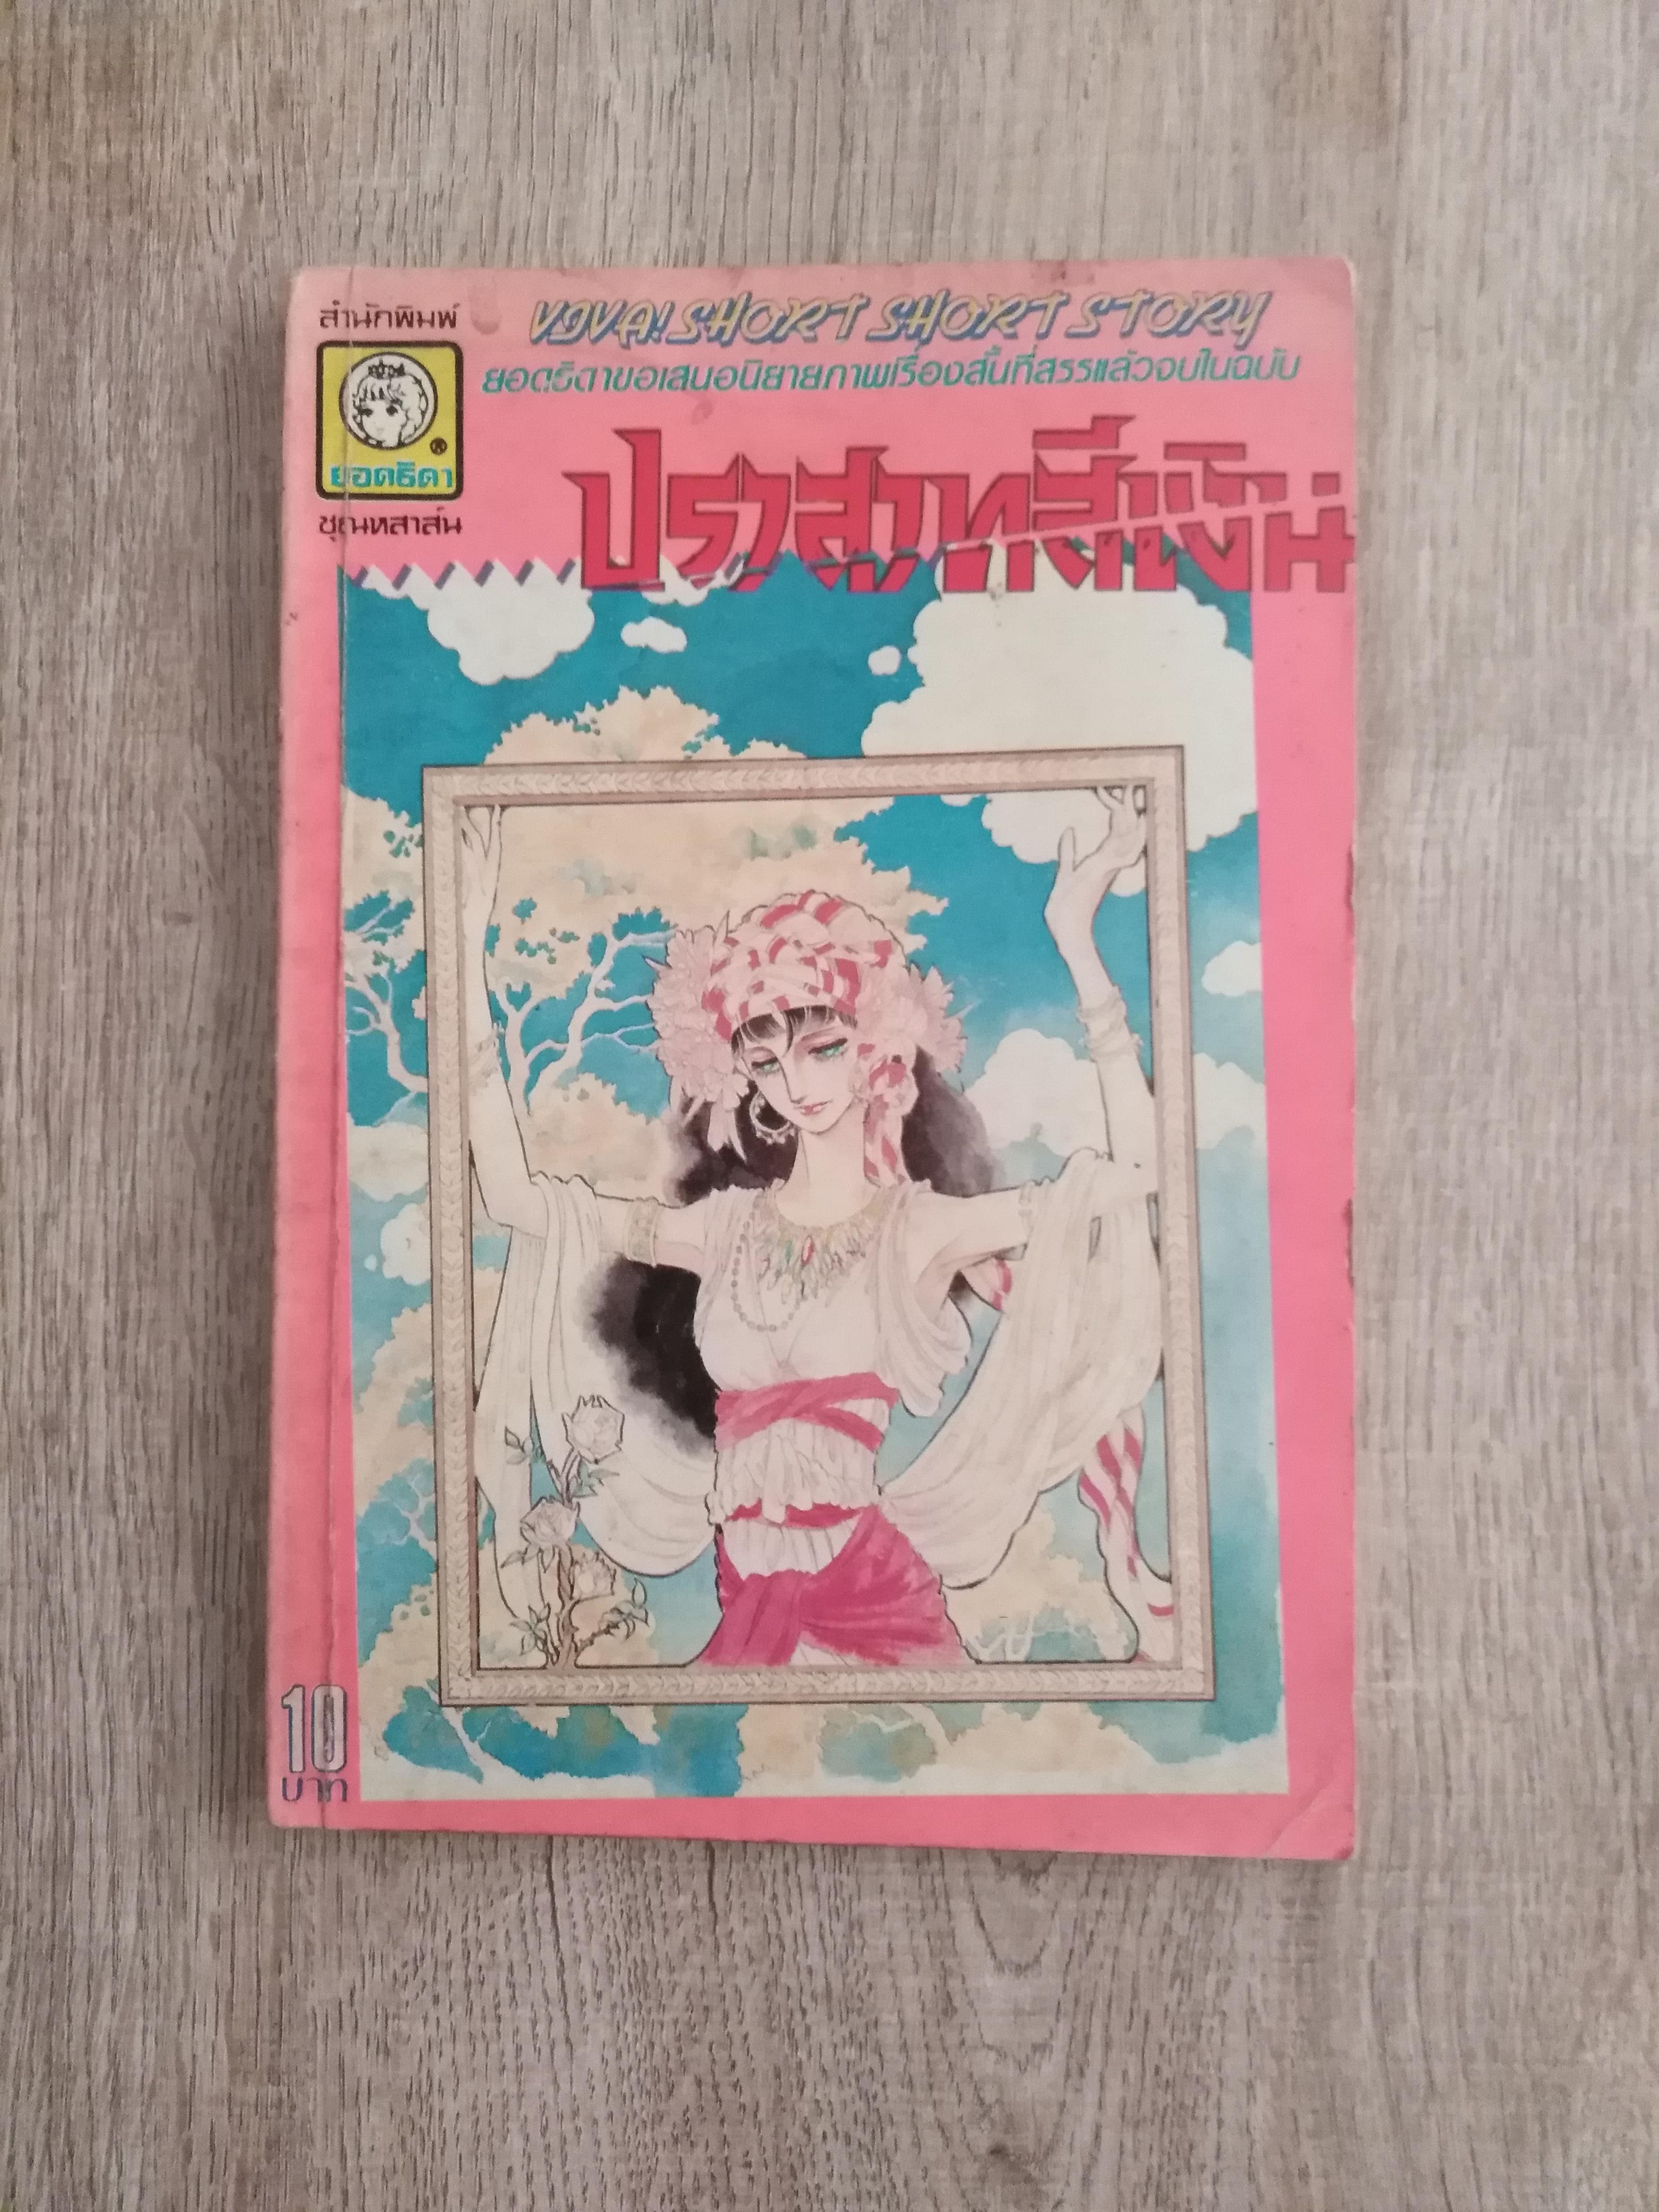 สำนักพิมพ์
ยอดธิดา
®
ชุณหสาส์น
VIVA! SHORT SHORT STORY
ยอดธิดาขอเสนอนิยายภาพเรื่องสั้นที่สรรแล้วจบในฉบับ
ปราสาทสีเงิน
10
บาท